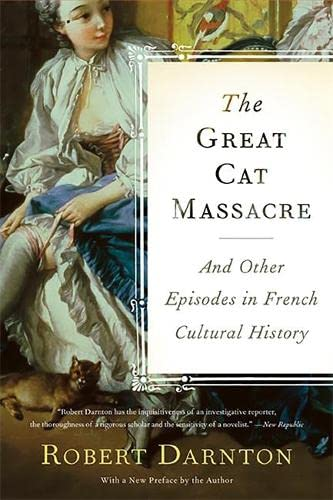 The
GREAT
CAT
MASSACRE
And Other
Episodes in French
Cultural History
"Robert Darnton has the inquisitiveness of an investigative reporter,
the thoroughness of a rigorous scholar and the sensitivity of a novelist." —New Republic
ROBERT DARNTON
With a New Preface by the Author